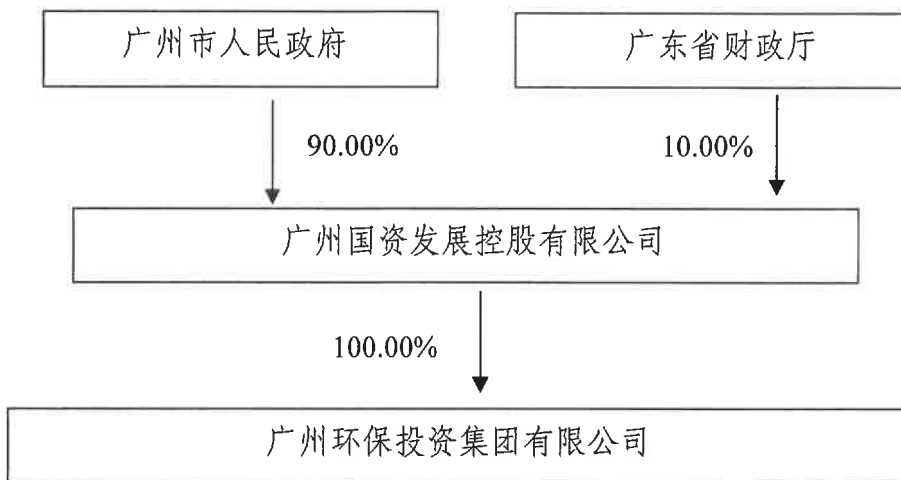 广州市人民政府
广东省财政厅
90.00%
10.00%
广州国资发展控股有限公司
100.00%
广州环保投资集团有限公司